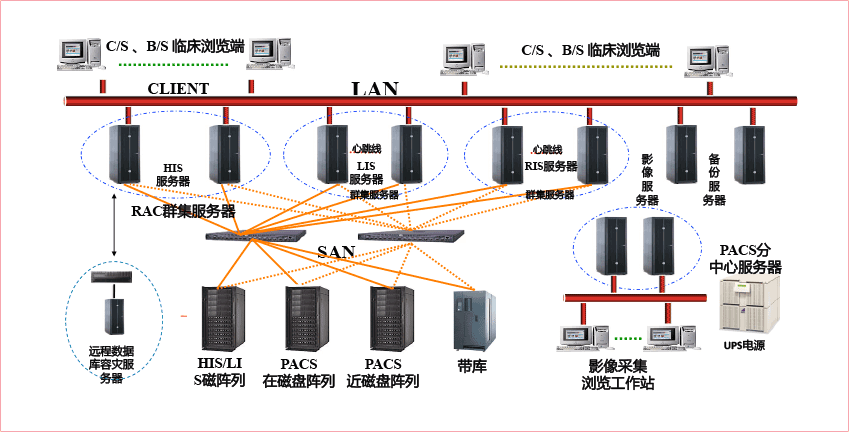 C/S 、B/S 临床浏览端
C/S、B/S 临床浏览端
CLIENT
LAN
HIS
服务器
心跳线
LIS
服务器
群集服务器
心跳线
RIS服务器
群集服务器
影像服务器
备份服务器
RAC群集服务器
SAN
PACS分
中心服务器
远程数据
库容灾服
务器
HIS/LI
S磁阵列
PACS
在磁盘阵列
PACS
近磁盘阵列
带库
影像采集
浏览工作站
UPS电源